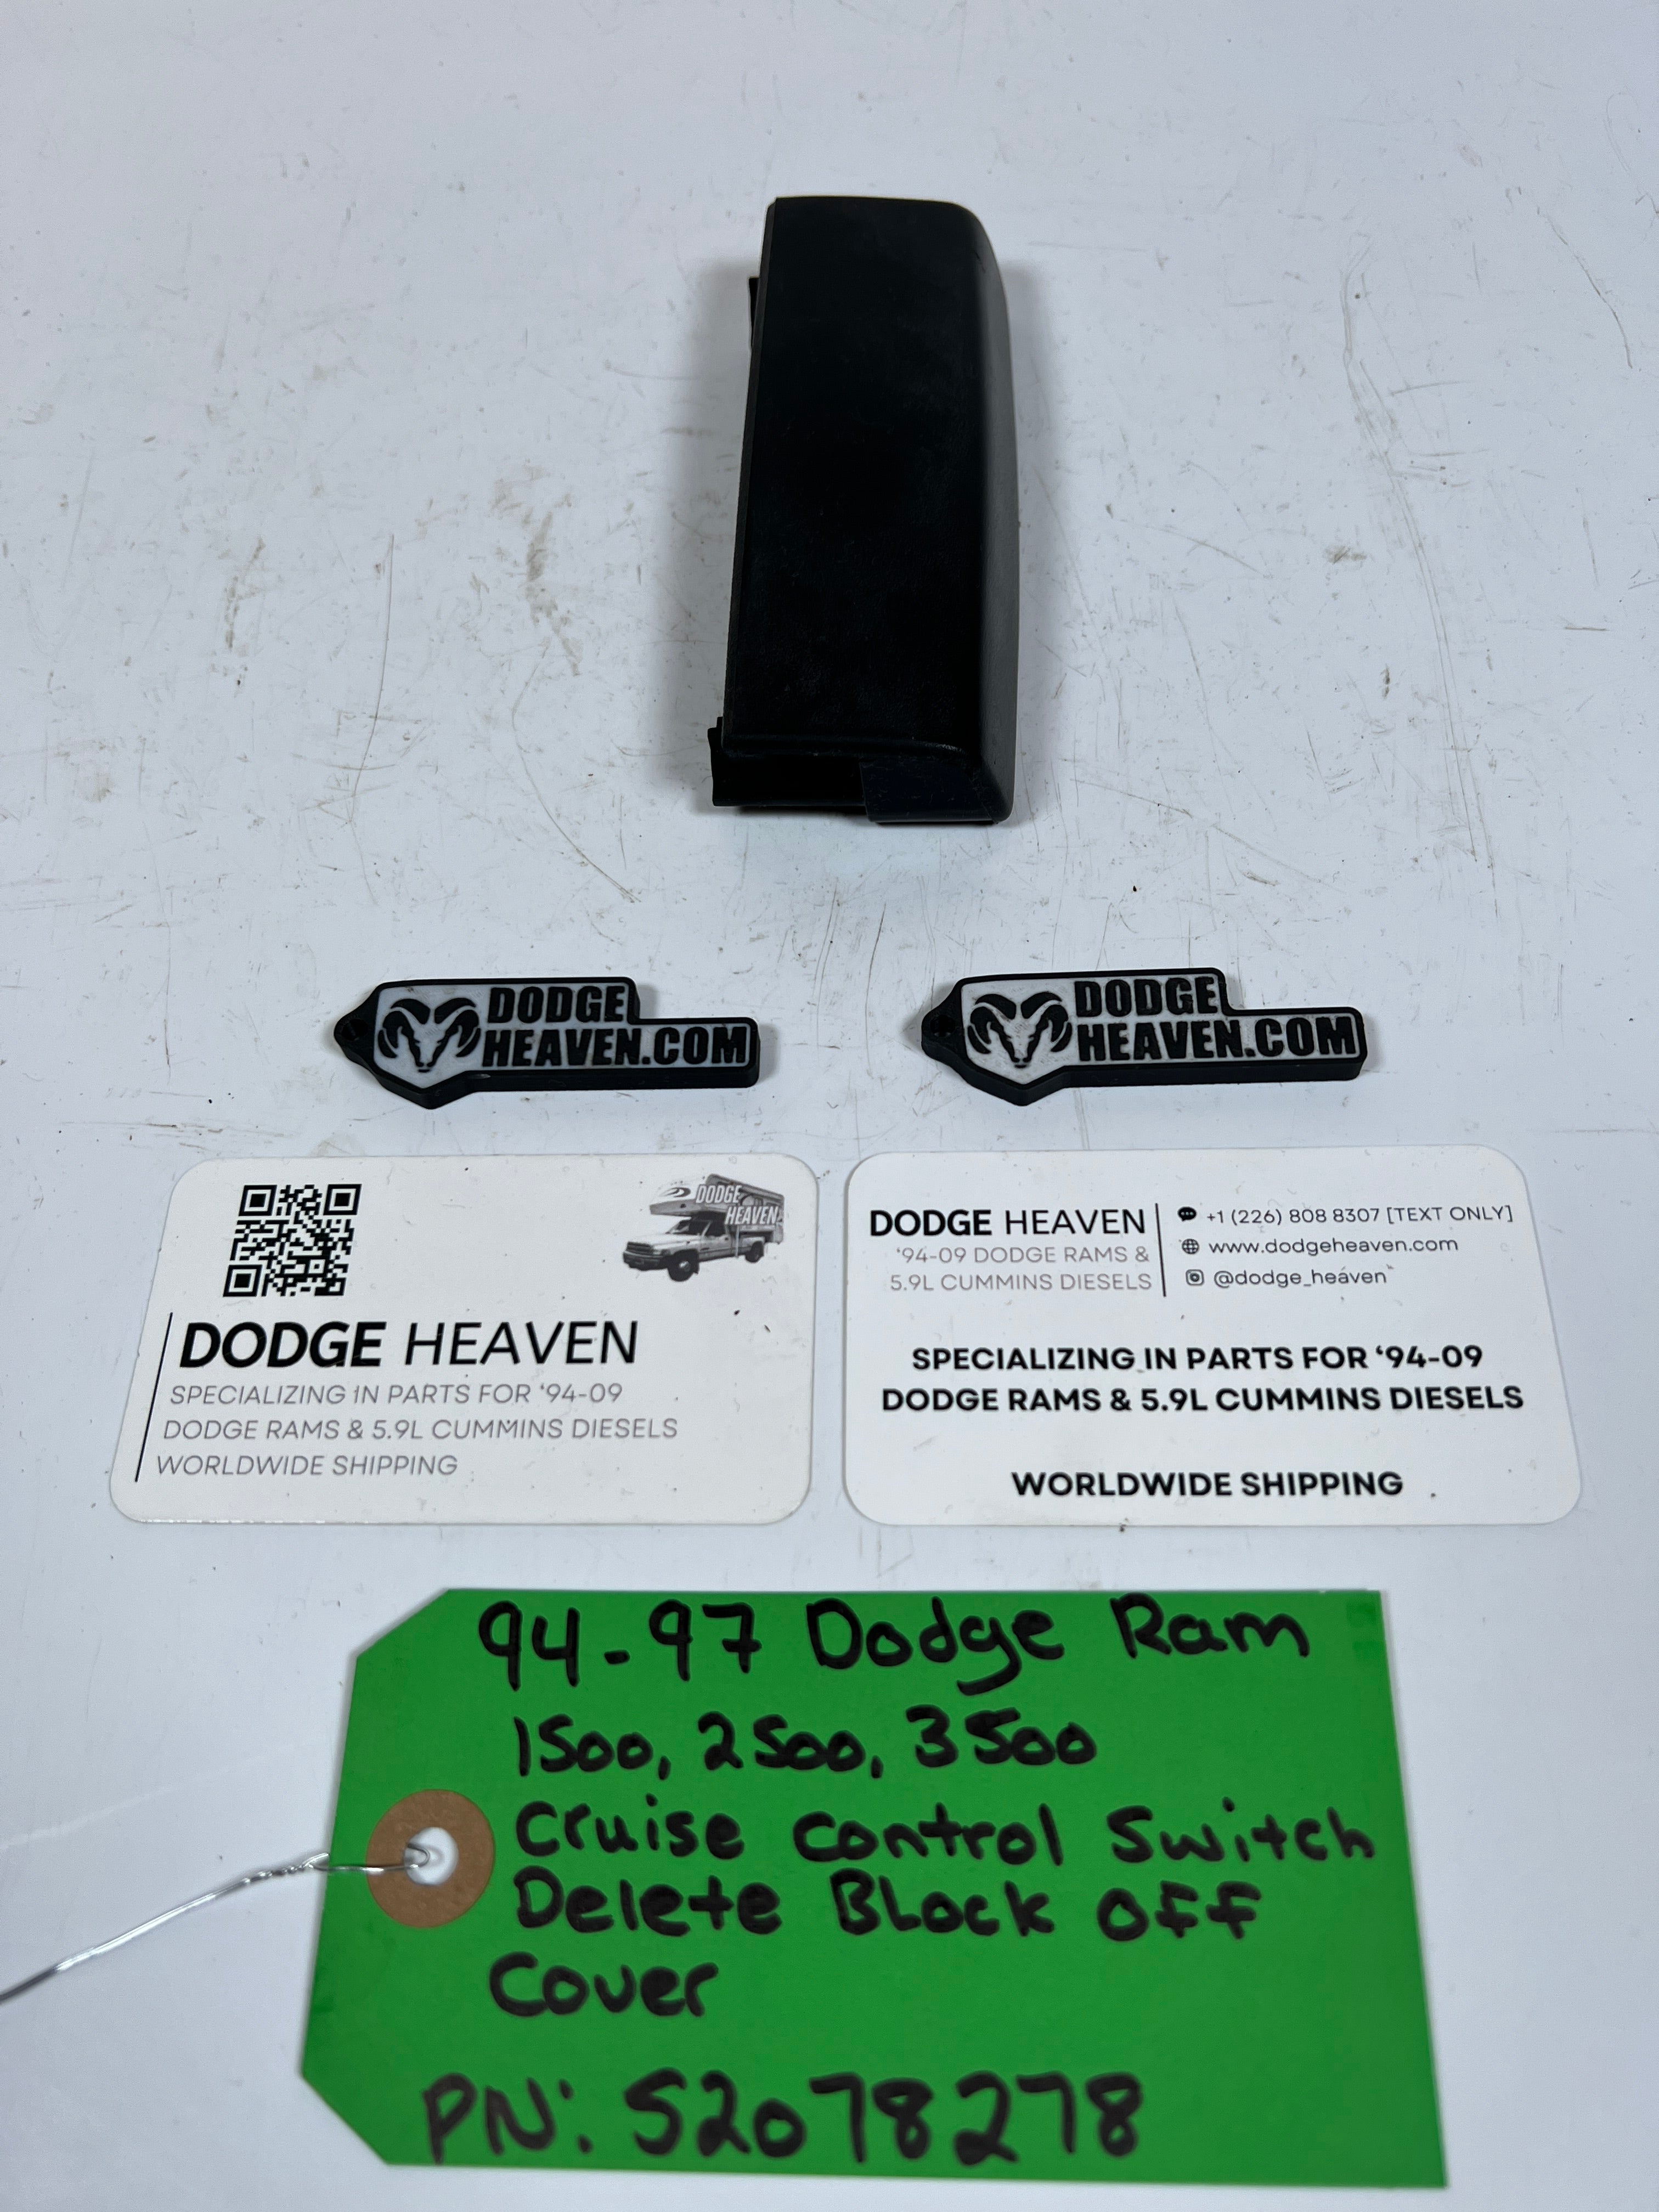 DODGE
HEAVEN.COM
DODGE
HEAVEN.COM
DODGE
HEAVEN
DODGE HEAVEN
SPECIALIZING IN PARTS FOR ‘94-09
DODGE RAMS & 5.9L CUMMINS DIESELS
WORLDWIDE SHIPPING
DODGE HEAVEN
‘94-09 DODGE RAMS &
5.9L CUMMINS DIESELS
+1 (226) 808 8307 [TEXT ONLY]
www.dodgeheaven.com
@dodge_heaven
SPECIALIZING IN PARTS FOR ‘94-09
DODGE RAMS & 5.9L CUMMINS DIESELS
WORLDWIDE SHIPPING
94-97 Dodge Ram
1500, 2500, 3500
Cruise Control Switch
Delete Block Off
Cover
PN: 52078278